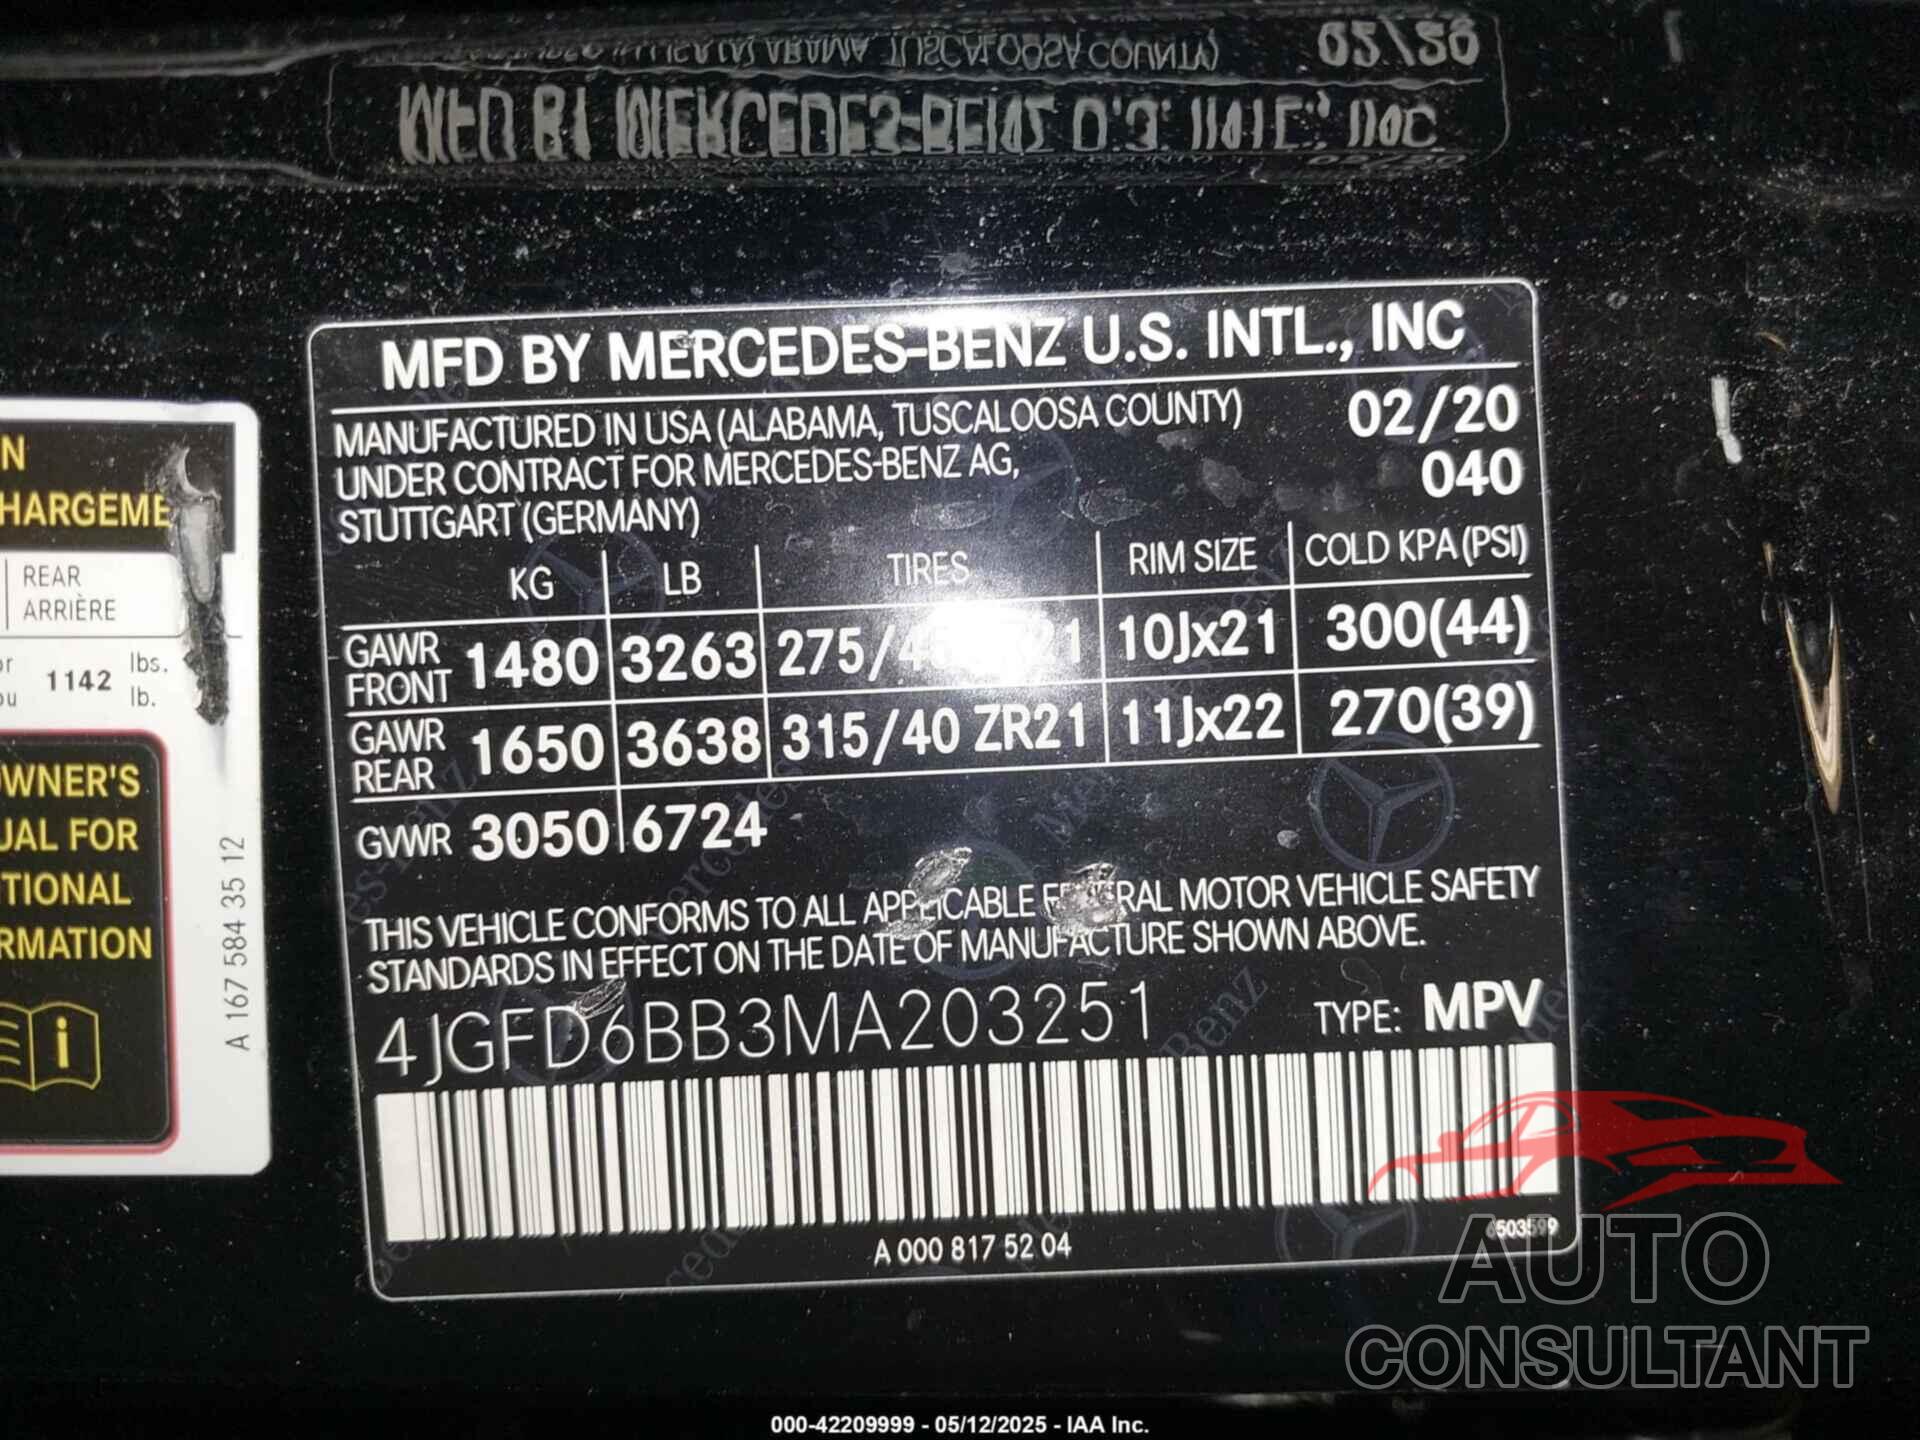 MFD BY MERCEDES-BENZ U.S. INTL., INC
MANUFACTURED IN USA (ALABAMA, TUSCALOOSA COUNTY) 02/20
UNDER CONTRACT FOR MERCEDES-BENZ AG, 040
STUTTGART (GERMANY)
KG LB TIRES RIM SIZE COLD KPA (PSI)
GAWR FRONT 1480 3263 10Jx21 300(44)
GAWR REAR 1650 3638 315/40 ZR21 11Jx22 270(39)
GVWR 3050 6724
THIS VEHICLE CONFORMS TO ALL APPLICABLE FEDERAL MOTOR VEHICLE SAFETY
STANDARDS IN EFFECT ON THE DATE OF MANUFACTURE SHOWN ABOVE.
4JGFD6BB3MA203251 TYPE: MPV
A 000 817 52 04
REAR
ARRIÈRE
1142 lbs.
lb.
OWNER'S
FOR
A 167 584 35 12
AUTO
CONSULTANT
000-42209999 - 05/12/2025 - IAA Inc.